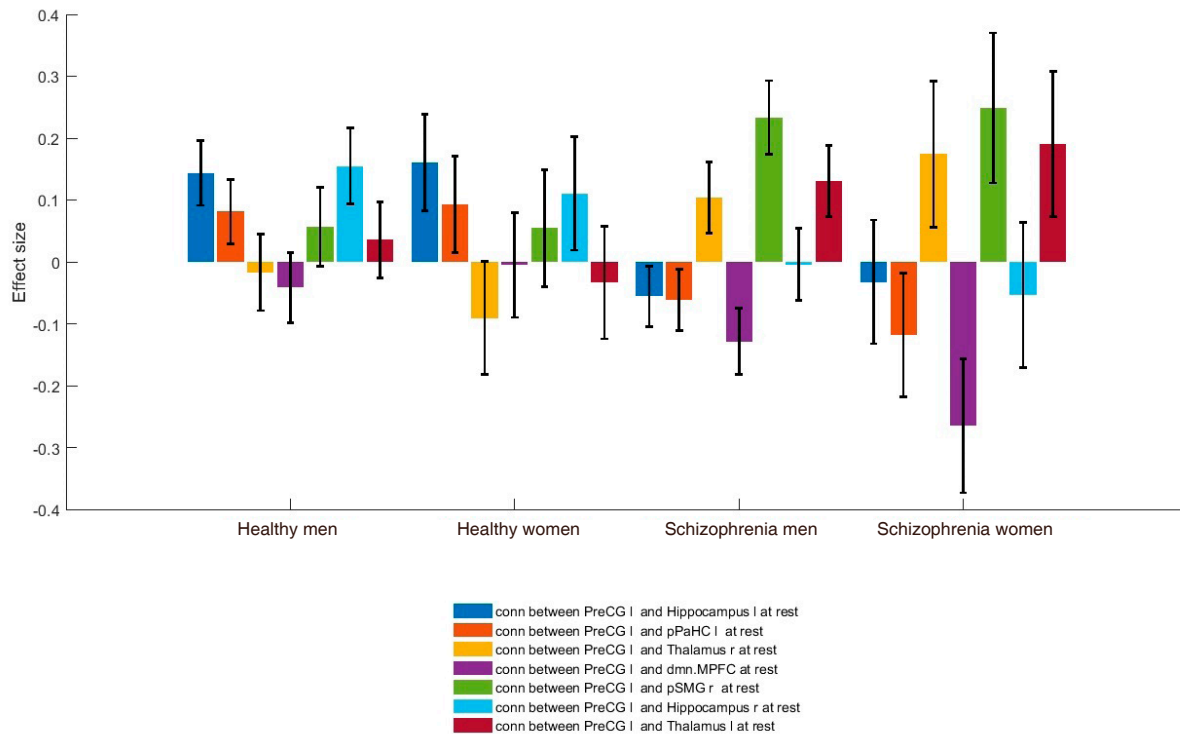 0.4
0.3
0.2
0.1
0
-0.1
-0.2
-0.3
-0.4
Effect size
Healthy men
Healthy women
Schizophrenia men
Schizophrenia women
conn between PreCG l and Hippocampus l at rest
conn between PreCG l and pPaHC l at rest
conn between PreCG l and Thalamus r at rest
conn between PreCG l and dmn.MPFC at rest
conn between PreCG l and pSMG r at rest
conn between PreCG l and Hippocampus r at rest
conn between PreCG l and Thalamus l at rest